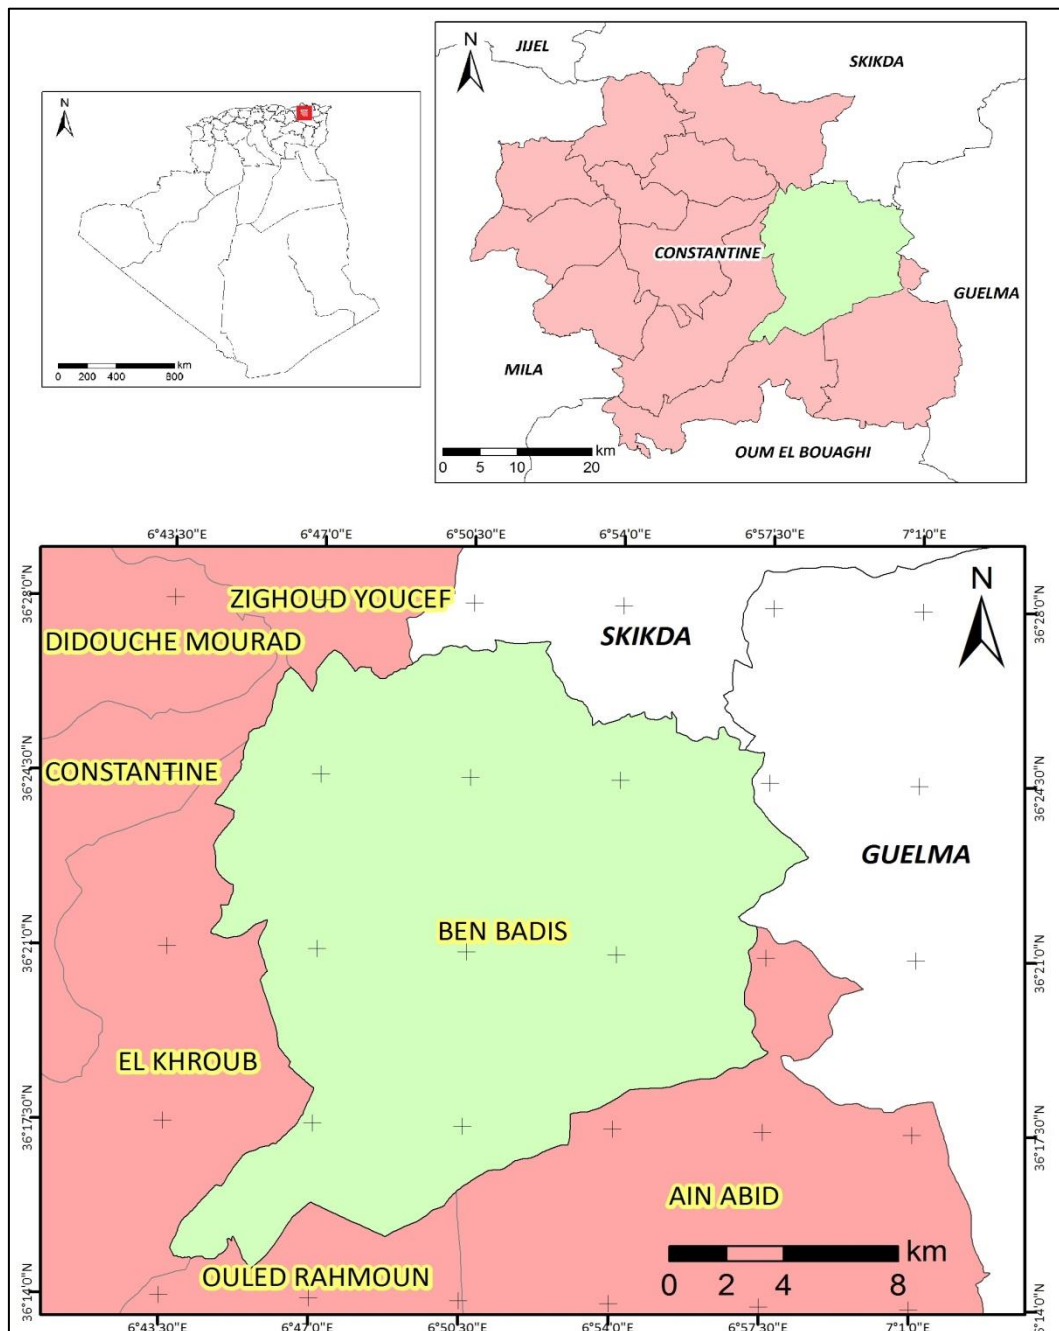 N
km
0 200 400 800
N
JIJEL
SKIKDA
CONSTANTINE
GUELMA
MILA
OUM EL BOUAGHI
km
0 5 10 20
6°43'30"E 6°47'0"E 6°50'30"E 6°54'0"E 6°57'30"E 7°1'0"E
36°28'0"N
36°24'30"N
36°21'0"N
36°17'30"N
36°14'0"N
N
ZIGHOUD YOUCEF
SKIKDA
DIDOUCHE MOURAD
CONSTANTINE
GUELMA
BEN BADIS
EL KHROUB
AIN ABID
OULED RAHMOUN
km
0 2 4 8
36°28'0"N
36°24'30"N
36°21'0"N
36°17'30"N
36°14'0"N
6°43'30"E 6°47'0"E 6°50'30"E 6°54'0"E 6°57'30"E 7°1'0"E